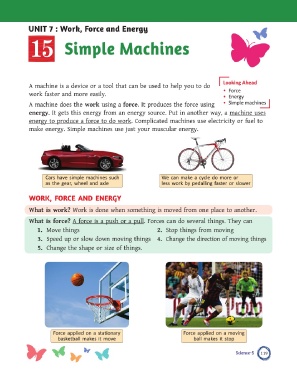 UNIT 7 : Work, Force and Energy
15 Simple Machines
Looking Ahead
• Force
• Energy
• Simple machines
A machine is a device or a tool that can be used to help you to do
work faster and more easily.
A machine does the work using a force. It produces the force using
energy. It gets this energy from an energy source. Put in another way, a machine uses
energy to produce a force to do work. Complicated machines use electricity or fuel to
make energy. Simple machines use just your muscular energy.
Cars have simple machines such
as the gear, wheel and axle
We can make a cycle do more or
less work by pedalling faster or slower
WORK, FORCE AND ENERGY
What is work? Work is done when something is moved from one place to another.
What is force? A force is a push or a pull. Forces can do several things. They can
1. Move things 2. Stop things from moving
3. Speed up or slow down moving things 4. Change the direction of moving things
5. Change the shape or size of things.
Force applied on a stationary
basketball makes it move
Force applied on a moving
ball makes it stop
Science-5